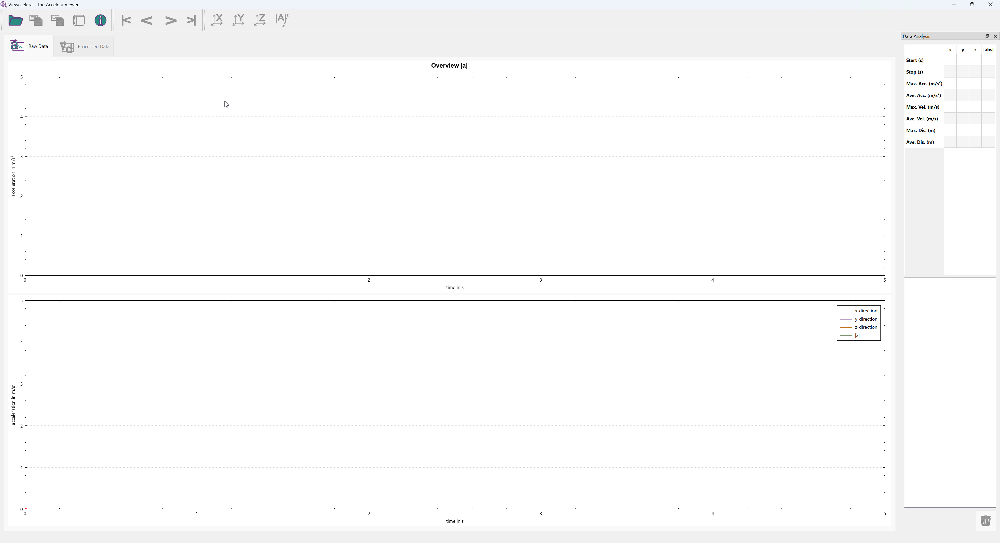 Viewccelera - The Accelera Viewer
X Y Z |A|
a Raw Data vd Processed Data
Overview |a|
5
4
3
2
1
0
acceleration in m/s²
0 1 2 3 4 5
time in s
5
4
3
2
1
0
acceleration in m/s²
x-direction
y-direction
z-direction
|a|
0 1 2 3 4 5
time in s
Data Analysis
x y z |abs|
Start (s)
Stop (s)
Max. Acc. (m/s²)
Ave. Acc. (m/s²)
Max. Vel. (m/s)
Ave. Vel. (m/s)
Max. Dis. (m)
Ave. Dis. (m)